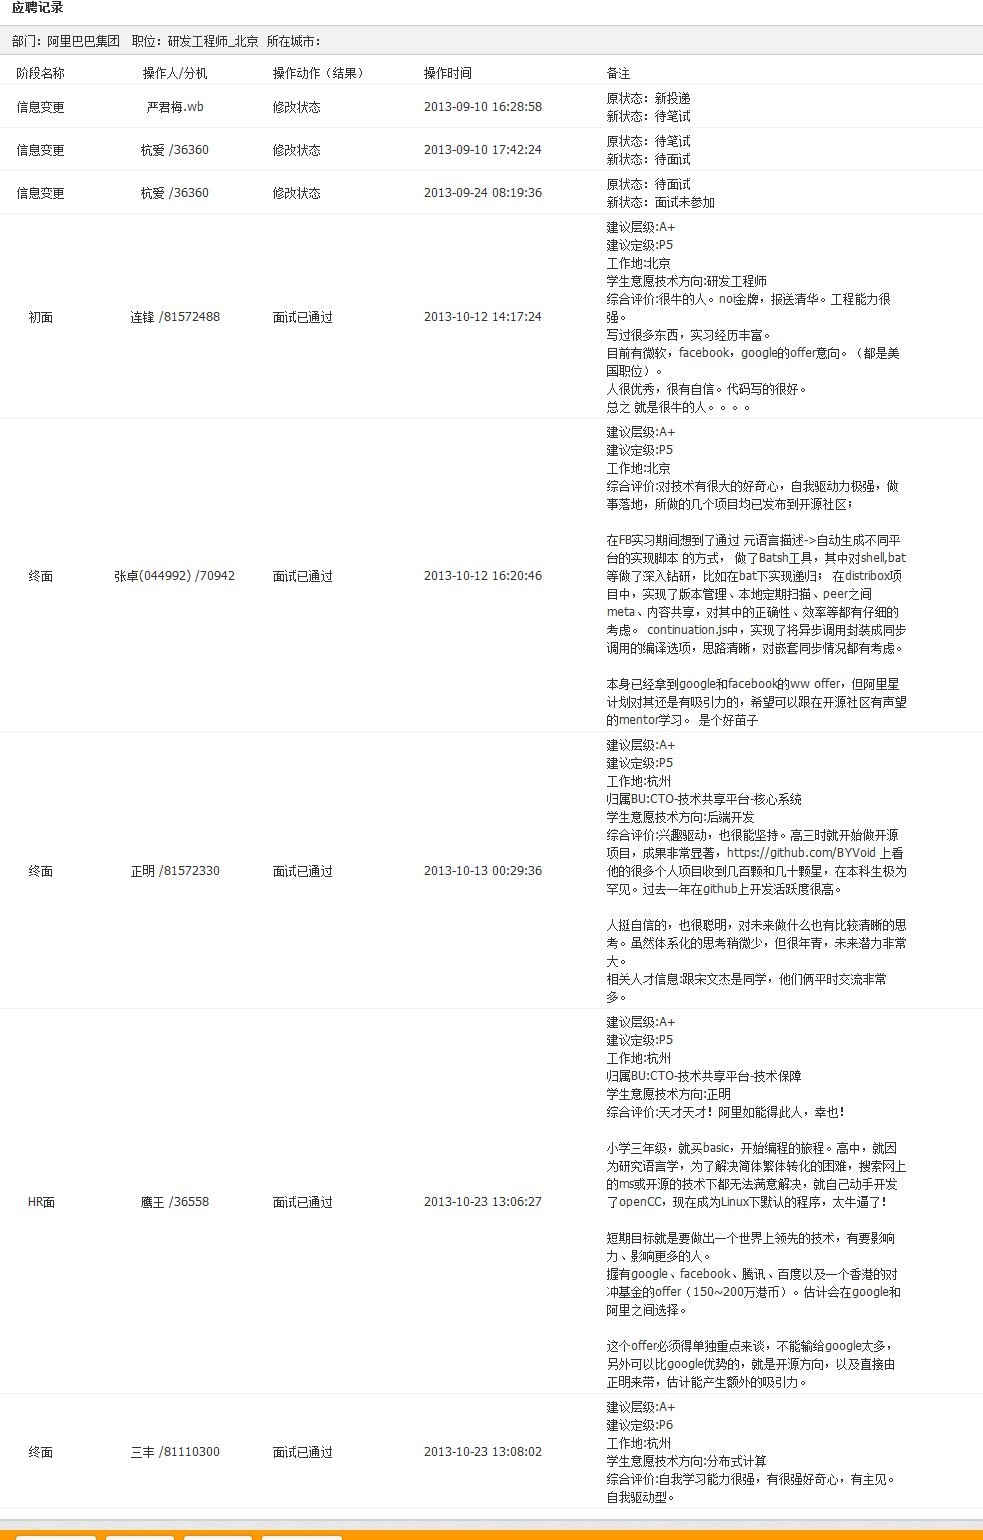 应聘记录
部门：阿里巴巴集团 职位：研发工程师_北京 所在城市：
阶段名称 操作人/分机 操作动作（结果） 操作时间 备注
信息变更 严君梅.wb 修改状态 2013-09-10 16:28:58
原状态：新投递
新状态：待笔试
信息变更 杭爱 /36360 修改状态 2013-09-10 17:42:24
原状态：待笔试
新状态：待面试
信息变更 杭爱 /36360 修改状态 2013-09-24 08:19:36
原状态：待面试
新状态：面试未参加
初面 连锋 /81572488 面试已通过 2013-10-12 14:17:24
建议层级:A+
建议定级:P5
工作地:北京
学生意愿技术方向:研发工程师
综合评价:很牛的人。noi金牌，报送清华。工程能力很
强。
写过很多东西，实习经历丰富。
目前有微软，facebook，google的offer意向。（都是美
国职位）。
人很优秀，很有自信。代码写的很好。
总之 就是很牛的人。。。。
终面 张卓(044992) /70942 面试已通过 2013-10-12 16:20:46
建议层级:A+
建议定级:P5
工作地:北京
综合评价:对技术有很大的好奇心，自我驱动力极强，做
事落地，所做的几个项目均已发布到开源社区；
在FB实习期间想到了通过 元语言描述->自动生成不同平
台的实现脚本 的方式， 做了Batsh工具，其中对shell,bat
等做了深入钻研，比如在bat下实现递归； 在distribox项
目中，实现了版本管理、本地定期扫描、peer之间
meta、内容共享，对其中的正确性、效率等都有仔细的
考虑。 continuation.js中，实现了将异步调用封装成同步
调用的编译选项，思路清晰，对嵌套同步情况都有考虑。
本身已经拿到google和facebook的ww offer，但阿里星
计划对其还是有吸引力的，希望可以跟在开源社区有声望
的mentor学习。 是个好苗子
终面 正明 /81572330 面试已通过 2013-10-13 00:29:36
建议层级:A+
建议定级:P5
工作地:杭州
归属BU:CTO-技术共享平台-核心系统
学生意愿技术方向:后端开发
综合评价:兴趣驱动，也很能坚持。高三时就开始做开源
项目，成果非常显著，https://github.com/BYVoid 上看
他的很多个人项目收到几百颗和几十颗星，在本科生极为
罕见。过去一年在github上开发活跃度很高。
人挺自信的，也很聪明，对未来做什么也有比较清晰的思
考。虽然体系化的思考稍微少，但很年青，未来潜力非常
大。
相关人才信息:跟宋文杰是同学，他们俩平时交流非常
多。
HR面 鹰王 /36558 面试已通过 2013-10-23 13:06:27
建议层级:A+
建议定级:P5
工作地:杭州
归属BU:CTO-技术共享平台-技术保障
学生意愿技术方向:正明
综合评价:天才天才！阿里如能得此人，幸也！
小学三年级，就买basic，开始编程的旅程。高中，就因
为研究语言学，为了解决简体繁体转化的困难，搜索网上
的ms或开源的技术下都无法满意解决，就自己动手开发
了openCC，现在成为Linux下默认的程序，太牛逼了！
短期目标就是要做出一个世界上领先的技术，有要影响
力、影响更多的人。
握有google、facebook、腾讯、百度以及一个香港的对
冲基金的offer（150~200万港币）。估计会在google和
阿里之间选择。
这个offer必须得单独重点来谈，不能输给google太多，
另外可以比google优势的，就是开源方向，以及直接由
正明来带，估计能产生额外的吸引力。
终面 三丰 /81110300 面试已通过 2013-10-23 13:08:02
建议层级:A+
建议定级:P6
工作地:杭州
学生意愿技术方向:分布式计算
综合评价:自我学习能力很强，有很强好奇心，有主见。
自我驱动型。